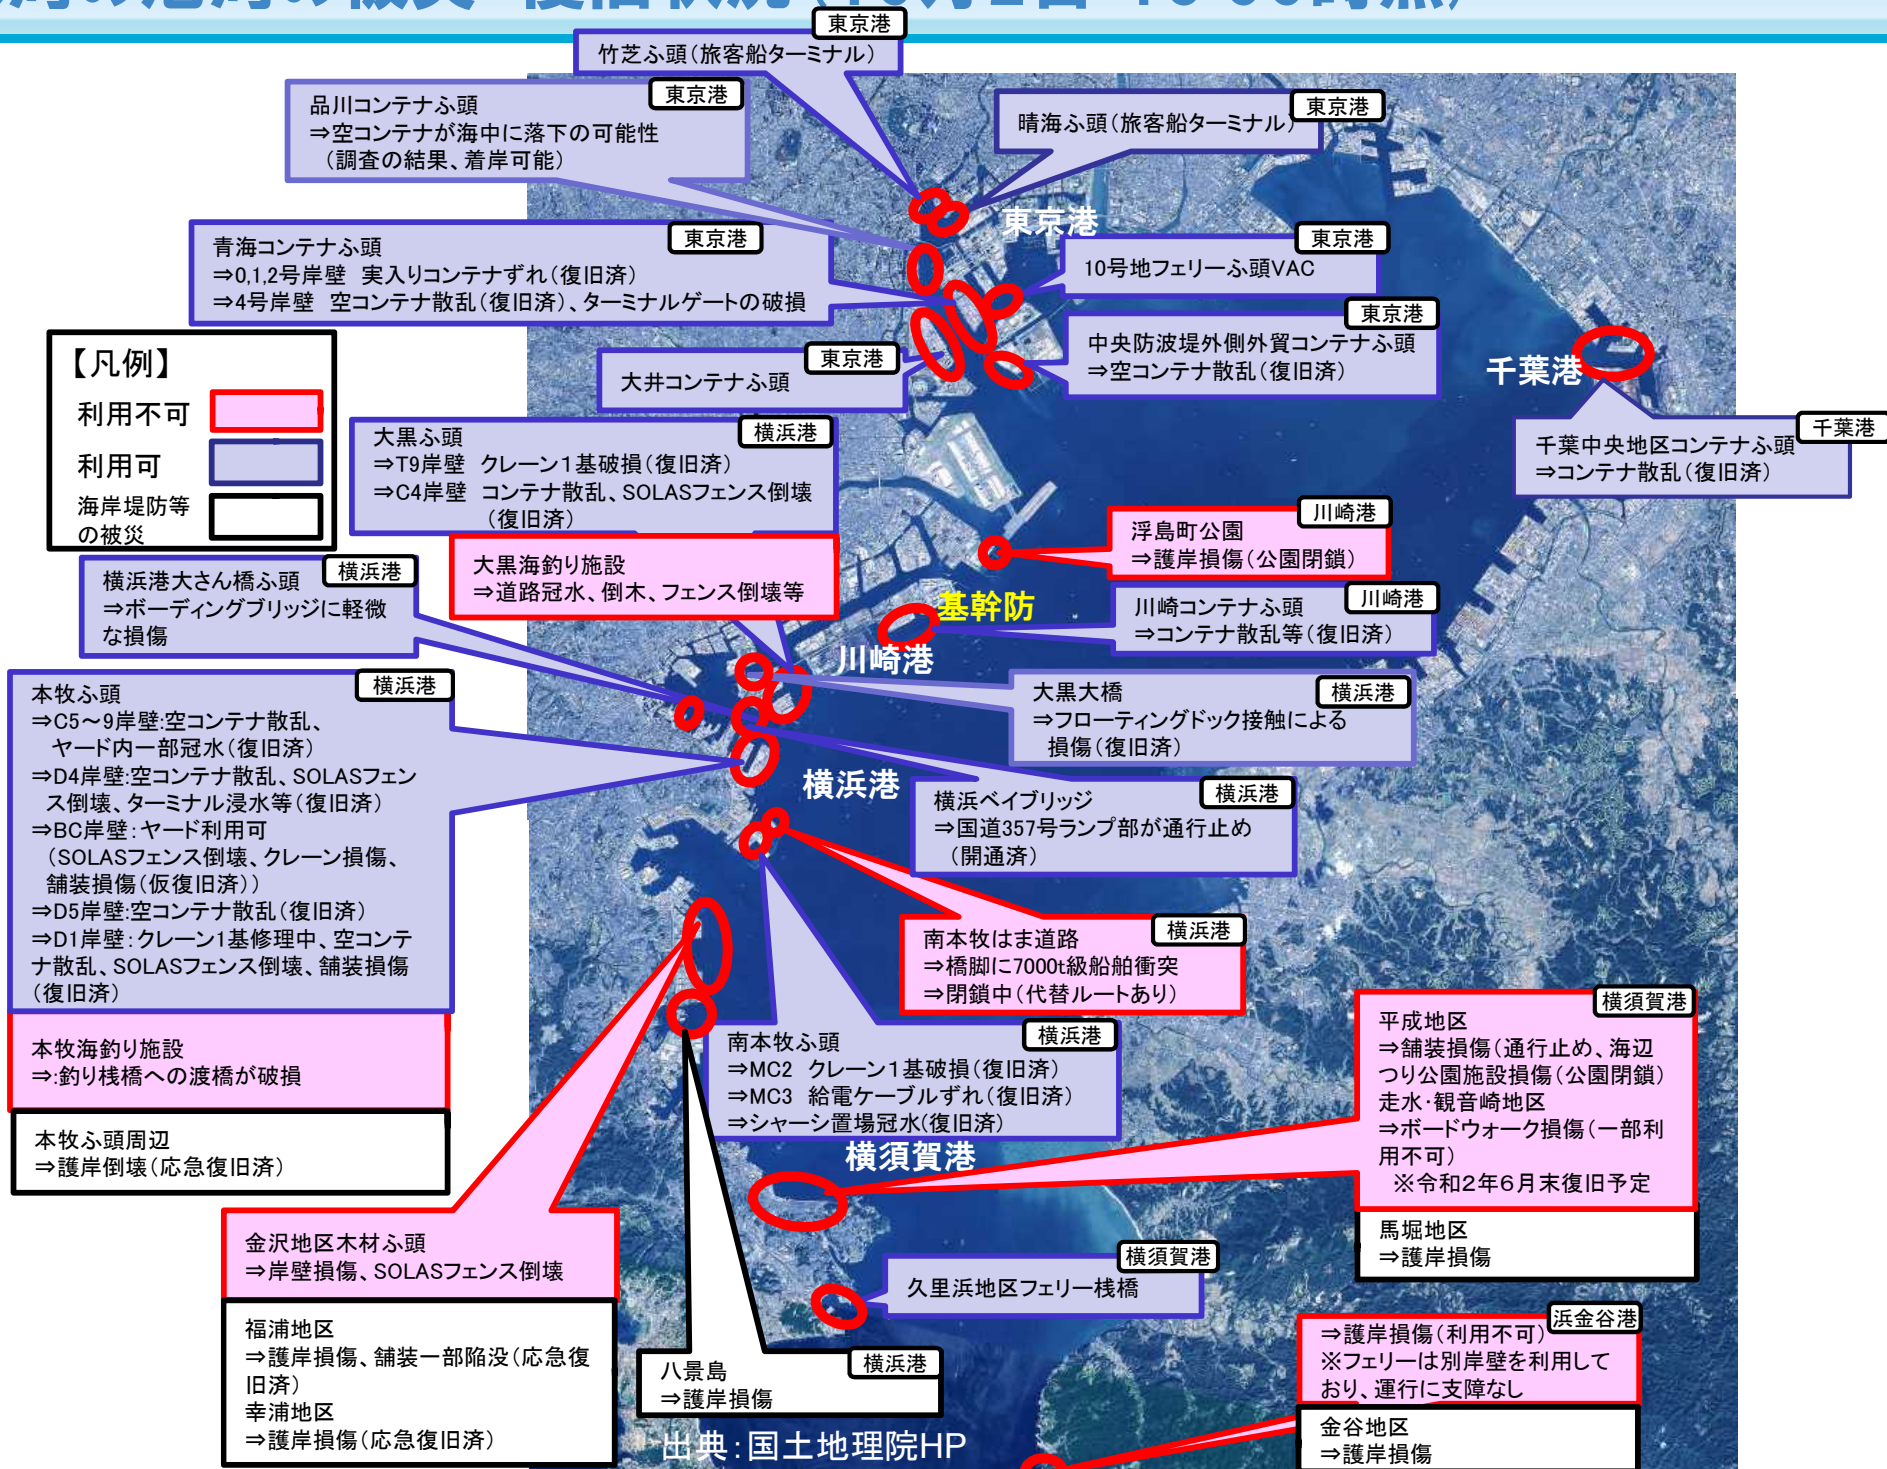 東京港
竹芝ふ頭（旅客船ターミナル）
東京港
品川コンテナふ頭
⇒空コンテナが海中に落下の可能性
（調査の結果、着岸可能）
東京港
晴海ふ頭（旅客船ターミナル）
東京港
東京港
青海コンテナふ頭
⇒0,1,2号岸壁　実入りコンテナずれ（復旧済）
⇒4号岸壁　空コンテナ散乱（復旧済）、ターミナルゲートの破損
東京港
10号地フェリーふ頭VAC
東京港
中央防波堤外側外貿コンテナふ頭
⇒空コンテナ散乱（復旧済）
東京港
大井コンテナふ頭
千葉港
千葉港
千葉中央地区コンテナふ頭
⇒コンテナ散乱（復旧済）
【凡例】
利用不可
利用可
海岸堤防等
の被災
横浜港
大黒ふ頭
⇒T9岸壁　クレーン1基破損（復旧済）
⇒C4岸壁　コンテナ散乱、SOLASフェンス倒壊
（復旧済）
大黒海釣り施設
⇒道路冠水、倒木、フェンス倒壊等
川崎港
浮島町公園
⇒護岸損傷（公園閉鎖）
横浜港
横浜港大さん橋ふ頭
⇒ボーディングブリッジに軽微
な損傷
基幹防
川崎港
川崎港
川崎コンテナふ頭
⇒コンテナ散乱等（復旧済）
横浜港
大黒大橋
⇒フローティングドック接触による
損傷（復旧済）
横浜港
本牧ふ頭
⇒C5～9岸壁:空コンテナ散乱、
ヤード内一部冠水（復旧済）
⇒D4岸壁:空コンテナ散乱、SOLASフェン
ス倒壊、ターミナル浸水等（復旧済）
⇒BC岸壁：ヤード利用可
（SOLASフェンス倒壊、クレーン損傷、
舗装損傷（仮復旧済））
⇒D5岸壁:空コンテナ散乱（復旧済）
⇒D1岸壁：クレーン1基修理中、空コンテ
ナ散乱、SOLASフェンス倒壊、舗装損傷
（復旧済）
横浜港
横浜港
横浜ベイブリッジ
⇒国道357号ランプ部が通行止め
（開通済）
横浜港
南本牧はま道路
⇒橋脚に7000t級船舶衝突
⇒閉鎖中（代替ルートあり）
本牧海釣り施設
⇒:釣り桟橋への渡橋が破損
本牧ふ頭周辺
⇒護岸倒壊（応急復旧済）
横浜港
南本牧ふ頭
⇒MC2　クレーン1基破損（復旧済）
⇒MC3　給電ケーブルずれ（復旧済）
⇒シャーシ置場冠水（復旧済）
横須賀港
横須賀港
平成地区
⇒舗装損傷（通行止め、海辺
つり公園施設損傷（公園閉鎖）
走水・観音崎地区
⇒ボードウォーク損傷（一部利
用不可）
※令和2年6月末復旧予定
馬堀地区
⇒護岸損傷
金沢地区木材ふ頭
⇒岸壁損傷、SOLASフェンス倒壊
福浦地区
⇒護岸損傷、舗装一部陥没（応急復
旧済）
幸浦地区
⇒護岸損傷（応急復旧済）
横須賀港
久里浜地区フェリー桟橋
横浜港
八景島
⇒護岸損傷
浜金谷港
⇒護岸損傷（利用不可）
※フェリーは別岸壁を利用して
おり、運行に支障なし
金谷地区
⇒護岸損傷
出典：国土地理院HP